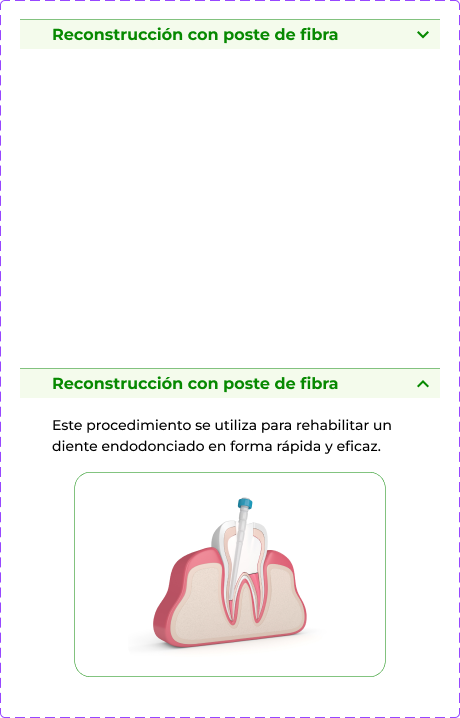 Reconstrucción con poste de fibra
Reconstrucción con poste de fibra
Este procedimiento se utiliza para rehabilitar un
diente endodonciado en forma rápida y eficaz.